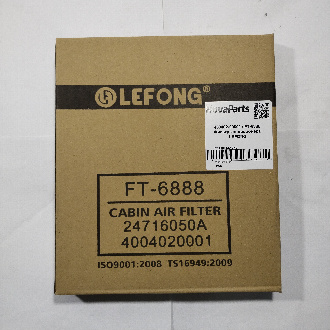 LEFONG
FT-6888
CABIN AIR FILTER
24716050A
4004020001
ISO9001:2008 TS16949:2009